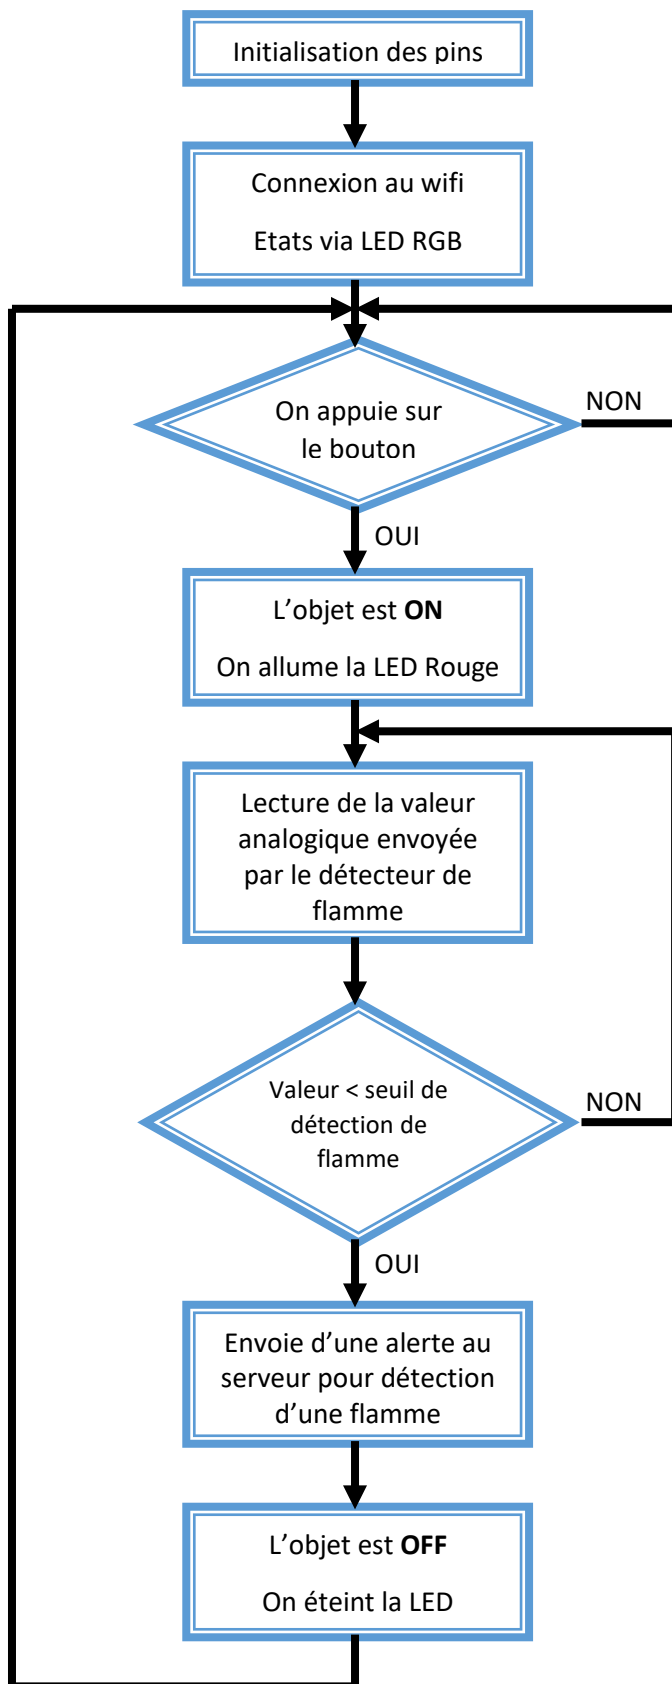 Initialisation des pins
Connexion au wifi
Etats via LED RGB
On appuie sur
le bouton
NON
OUI
L’objet est ON
On allume la LED Rouge
Lecture de la valeur
analogique envoyée
par le détecteur de
flamme
Valeur < seuil de
détection de
flamme
NON
OUI
Envoie d’une alerte au
serveur pour détection
d’une flamme
L’objet est OFF
On éteint la LED